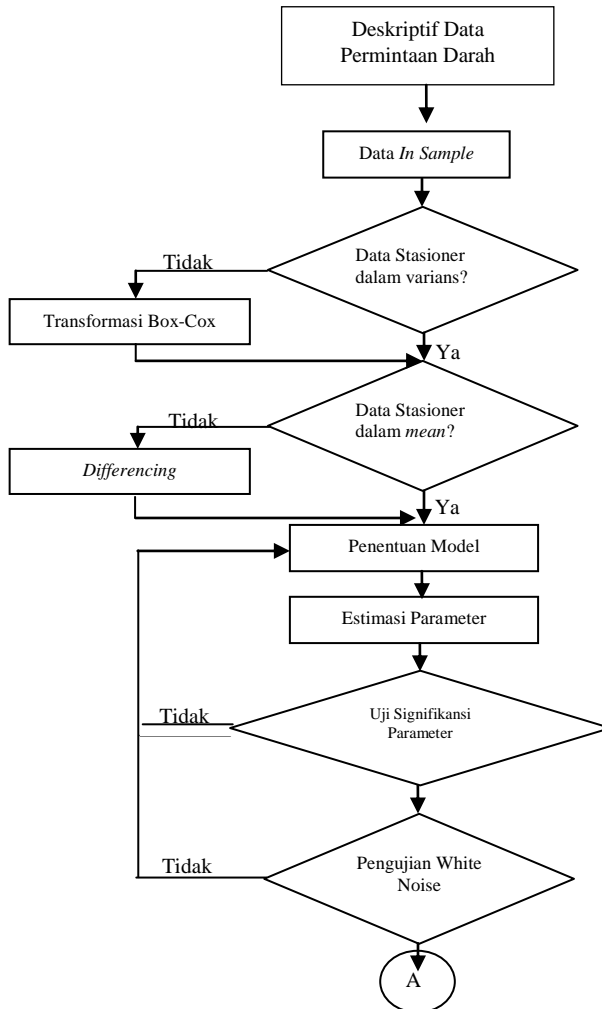 Deskriptif Data
Permintaan Darah
Data In Sample
Data Stasioner
dalam varians?
Tidak
Transformasi Box-Cox
Ya
Data Stasioner
dalam mean?
Tidak
Differencing
Ya
Penentuan Model
Estimasi Parameter
Uji Signifikansi
Parameter
Tidak
Pengujian White
Noise
Tidak
A